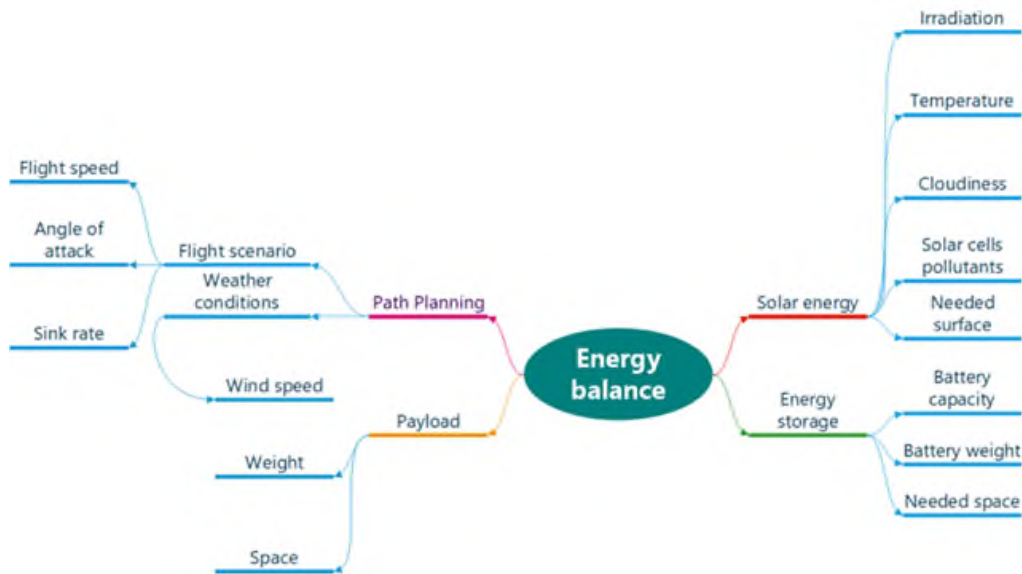 Irradiation
Temperature
Flight speed
Cloudiness
Angle of
attack
Flight scenario
Solar cells
pollutants
Weather
conditions
Path Planning
Solar energy
Needed
surface
Sink rate
Energy
balance
Wind speed
Payload
Energy
storage
Battery
capacity
Weight
Battery weight
Needed space
Space